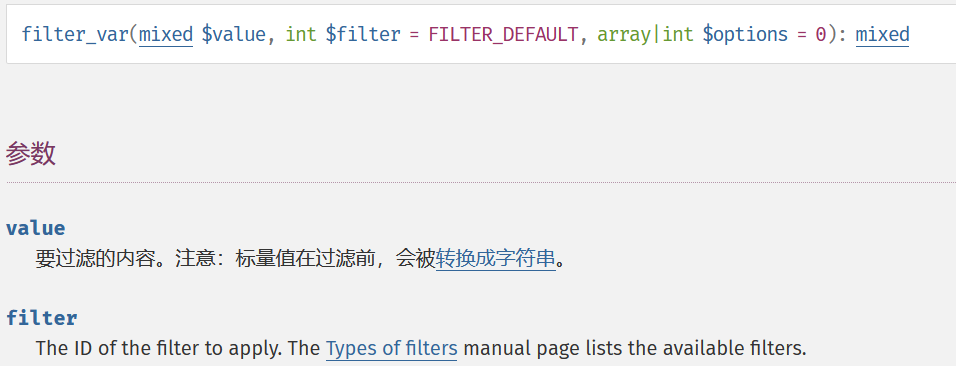 filter_var(mixed $value, int $filter = FILTER_DEFAULT, array|int $options = 0): mixed
参数
value
要过滤的内容。注意：标量值在过滤前，会被转换成字符串。
filter
The ID of the filter to apply. The Types of filters manual page lists the available filters.